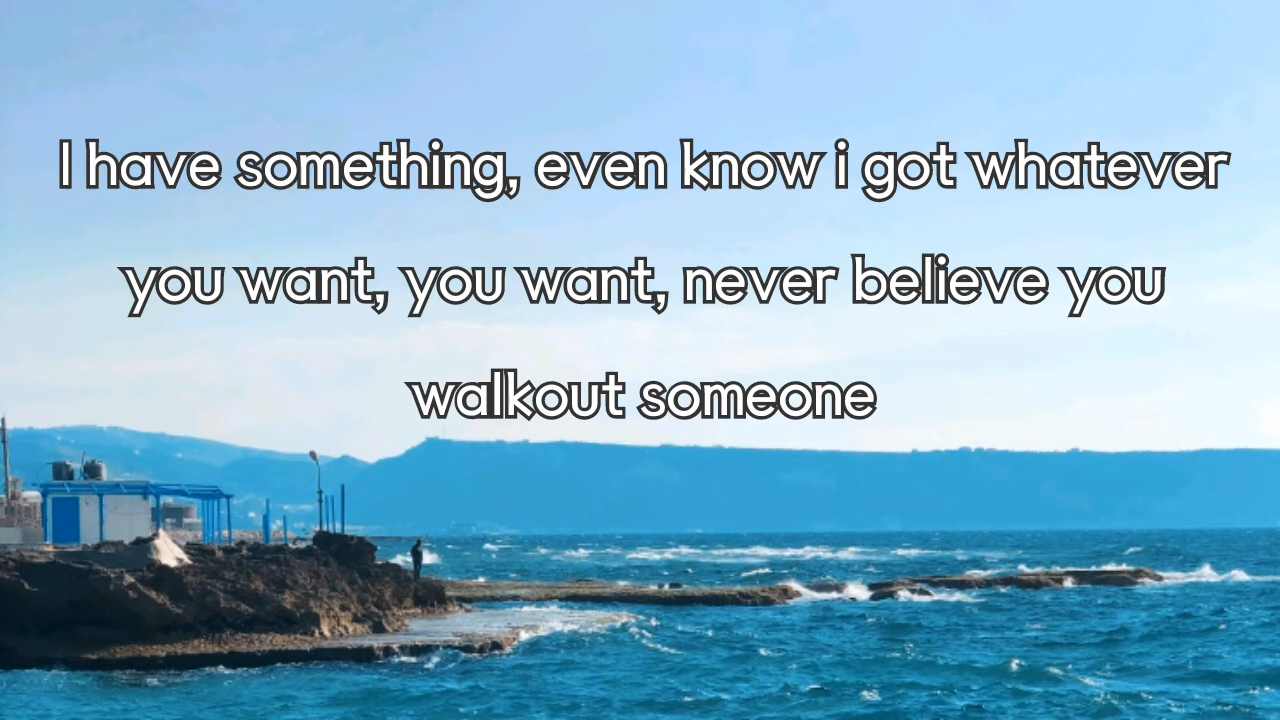 I have something, even know i got whatever
you want, you want, never believe you
walkout someone